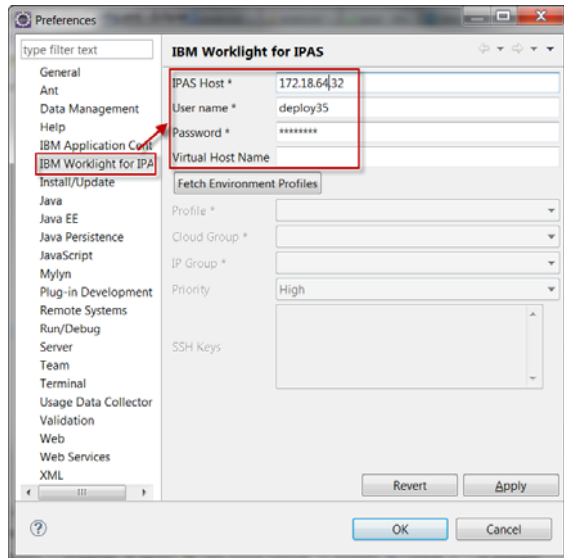 Preferences
type filter text
General
Ant
Data Management
Help
IBM Application Cent
IBM Worklight for IPA
Install/Update
Java
Java EE
Java Persistence
JavaScript
Mylyn
Plug-in Development
Remote Systems
Run/Debug
Server
Team
Terminal
Usage Data Collector
Validation
Web
Web Services
XML
IBM Worklight for IPAS
IPAS Host * 172.18.64.32
User name * deploy35
Password * ********
Virtual Host Name
Fetch Environment Profiles
Profile *
Cloud Group *
IP Group *
Priority High
SSH Keys
Revert Apply
? OK Cancel